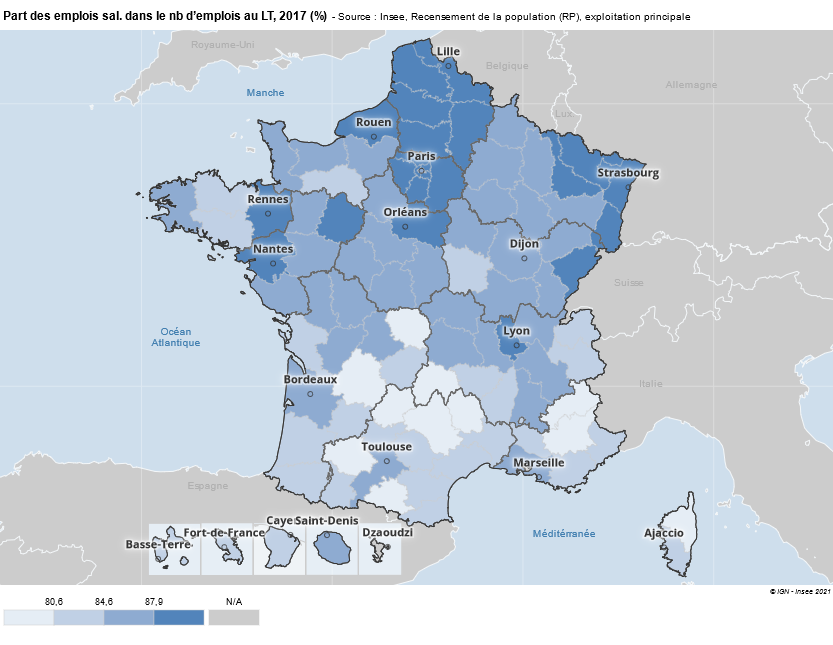 Part des emplois sal. dans le nb d’emplois au LT, 2017 (%) - Source : Insee, Recensement de la population (RP), exploitation principale
Royaume-Uni
Lille
Belgique
Allemagne
Manche
Lux.
Rouen
Paris
Strasbourg
Rennes
Orléans
Nantes
Dijon
Suisse
Océan
Atlantique
Lyon
Bordeaux
Italie
Toulouse
Marseille
Espagne
Basse-Terre
Fort-de-France
Caye
Saint-Denis
Dzaoudzi
Méditérranée
Ajaccio
© IGN - Insee 2021
80,6 84,6 87,9 N/A